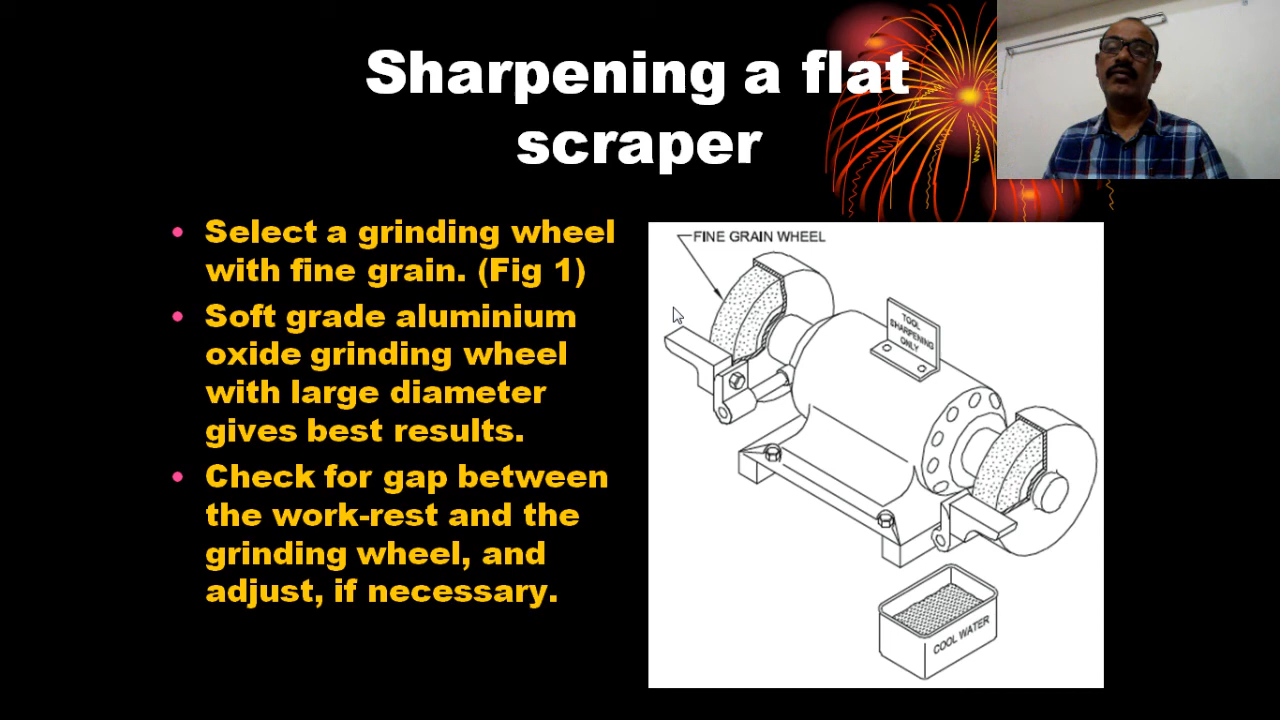 Sharpening a flat
scraper
• Select a grinding wheel
with fine grain. (Fig 1)
• Soft grade aluminium
oxide grinding wheel
with large diameter
gives best results.
• Check for gap between
the work-rest and the
grinding wheel, and
adjust, if necessary.
FINE GRAIN WHEEL
TOOL
SHARPENING
ONLY
COOL WATER